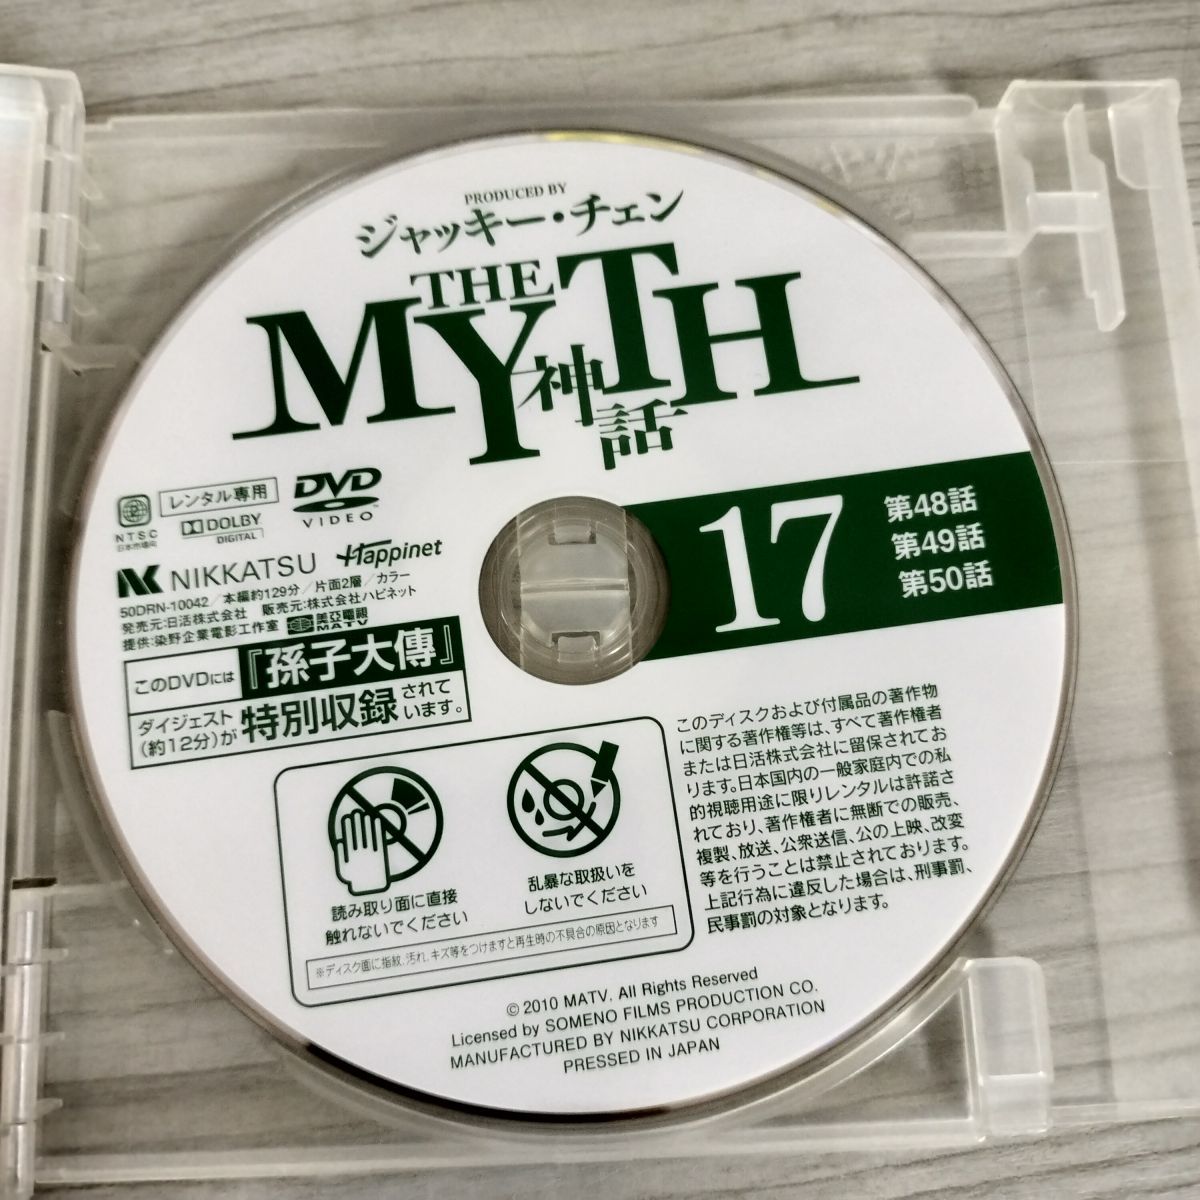 PRODUCED BY
ジャッキー・チェン
THE
MYTH
神話
レンタル専用
DVD
VIDEO
2
NTSC
日本市場向
DOLBY
DIGITAL
NIKKATSU
Happinet
50DRN-10042／本編約129分／片面2層／カラー
発売元:日活株式会社　販売元:株式会社ハピネット
提供:染野企業電影工作室 美亞電視
MATV
このDVDには『孫子大傳』
ダイジェスト
(約12分)が特別収録されて
います。
17
第48話
第49話
第50話
読み取り面に直接
触れないでください
乱暴な取扱いを
しないでください
※ディスク面に指紋、汚れ、キズ等をつけますと再生時の不具合の原因となります
このディスクおよび付属品の著作物
に関する著作権等は、すべて著作権者
または日活株式会社に留保されてお
ります。日本国内の一般家庭内での私
的視聴用途に限りレンタルは許諾さ
れており、著作権者に無断での販売、
複製、放送、公衆送信、公の上映、改変
等を行うことは禁止されております。
上記行為に違反した場合は、刑事罰、
民事罰の対象となります。
© 2010 MATV. All Rights Reserved
Licensed by SOMENO FILMS PRODUCTION CO.
MANUFACTURED BY NIKKATSU CORPORATION
PRESSED IN JAPAN